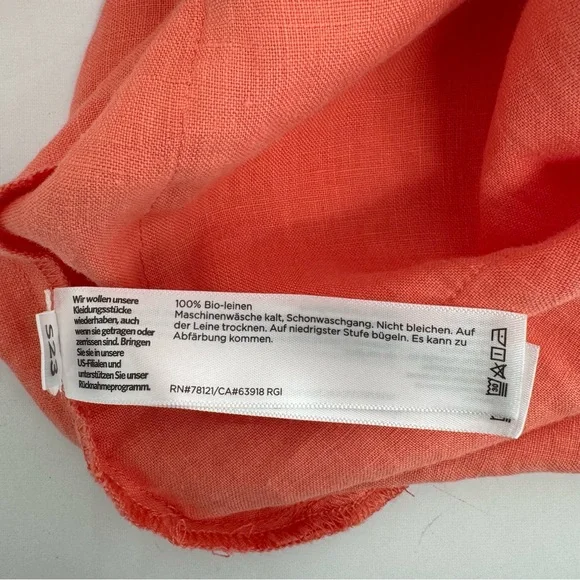 Wir wollen unsere
Kleidungsstücke
wiederhaben, auch
wenn sie getragen oder
zerrissen sind. Bringen
Sie sie in unsere
US-Filialen und
unterstützen Sie unser
Rücknahmeprogramm.
100% Bio-leinen
Maschinenwäsche kalt, Schonwaschgang. Nicht bleichen. Auf
der Leine trocknen. Auf niedrigster Stufe bügeln. Es kann zu
Abfärbung kommen.
RN#78121/CA#63918 RGI
S23
30